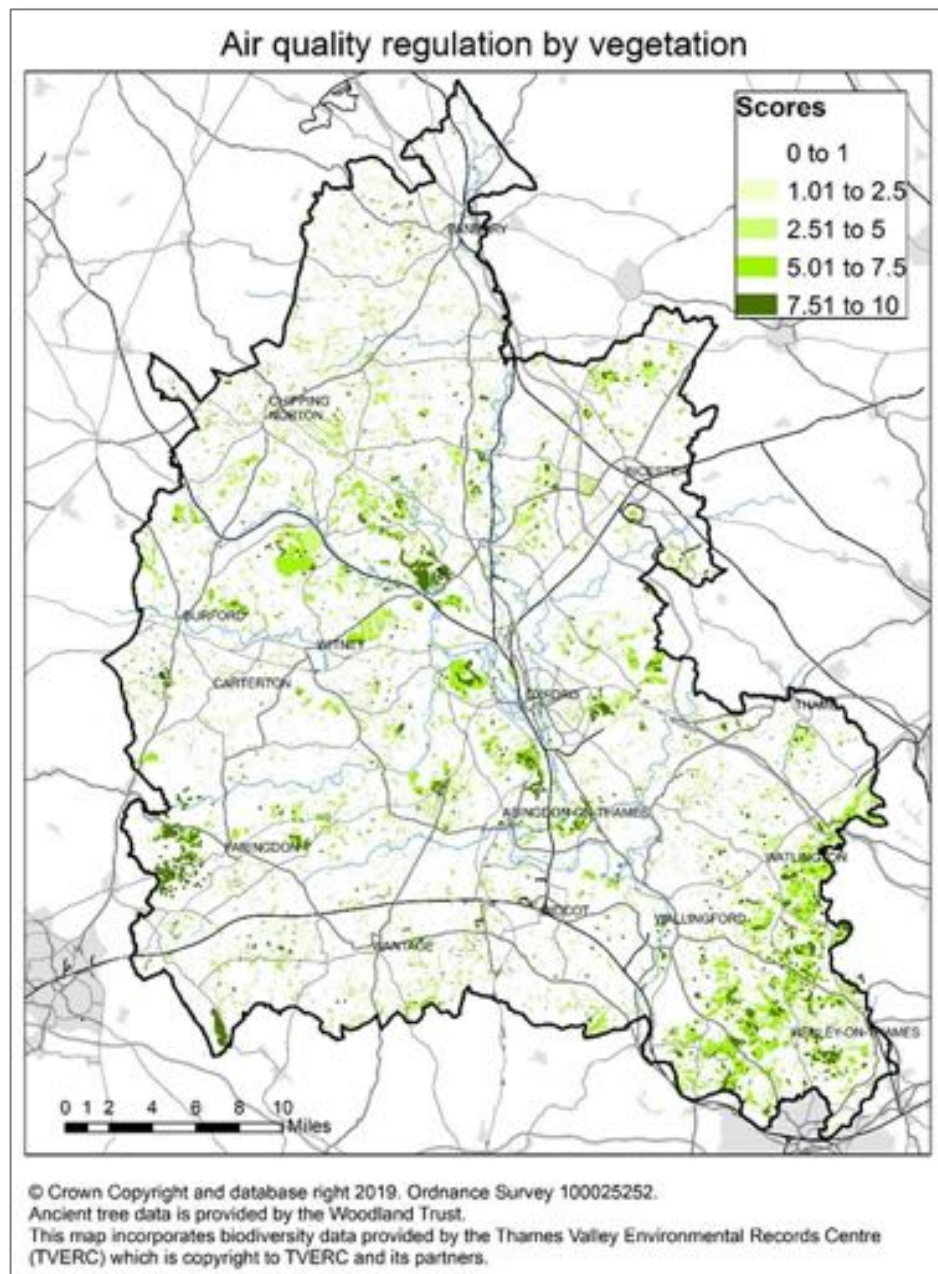 Air quality regulation by vegetation
Scores
0 to 1
1.01 to 2.5
2.51 to 5
5.01 to 7.5
7.51 to 10
BANBURY
CHIPPING
NORTON
BICESTER
BURFORD
WITNEY
CARTERTON
OXFORD
THAME
ABINGDON-ON-THAMES
WATLINGTON
WALLINGFORD
DIDCOT
WANTAGE
HENLEY-ON-THAMES
0 1 2 4 6 8 10
Miles
© Crown Copyright and database right 2019. Ordnance Survey 100025252.
Ancient tree data is provided by the Woodland Trust.
This map incorporates biodiversity data provided by the Thames Valley Environmental Records Centre
(TVERC) which is copyright to TVERC and its partners.